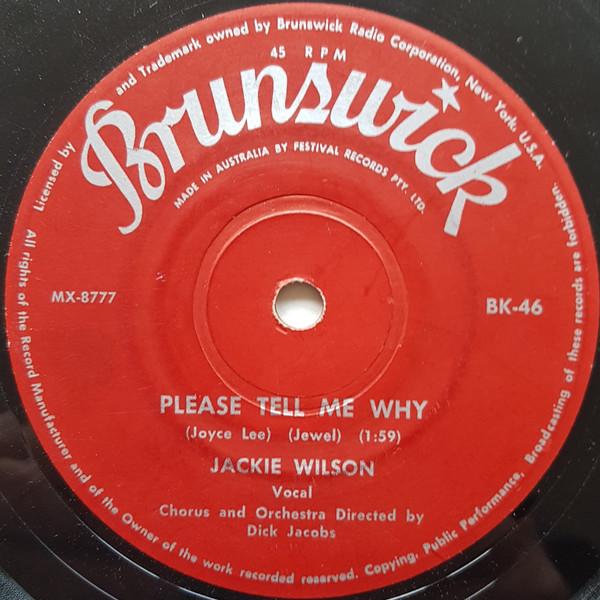 Licensed by and Trademark owned by Brunswick Radio Corporation, New York, U.S.A.
45 RPM
Brunswick
MADE IN AUSTRALIA BY FESTIVAL RECORDS PTY. LTD.
MX-8777
BK-46
PLEASE TELL ME WHY
(Joyce Lee) (Jewel) (1:59)
JACKIE WILSON
Vocal
Chorus and Orchestra Directed by
Dick Jacobs
All rights of the Record Manufacturer and of the Owner of the work recorded reserved. Copying, Public Performance, Broadcasting of these records are forbidden.